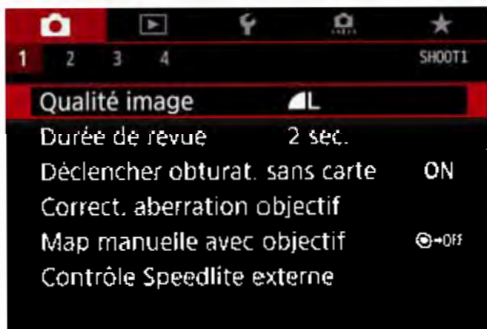 1 2 3 4 SHOOT1
Qualité image L
Durée de revue 2 sec.
Déclencher obturat. sans carte ON
Correct. aberration objectif
Map manuelle avec objectif OFF
Contrôle Speedlite externe